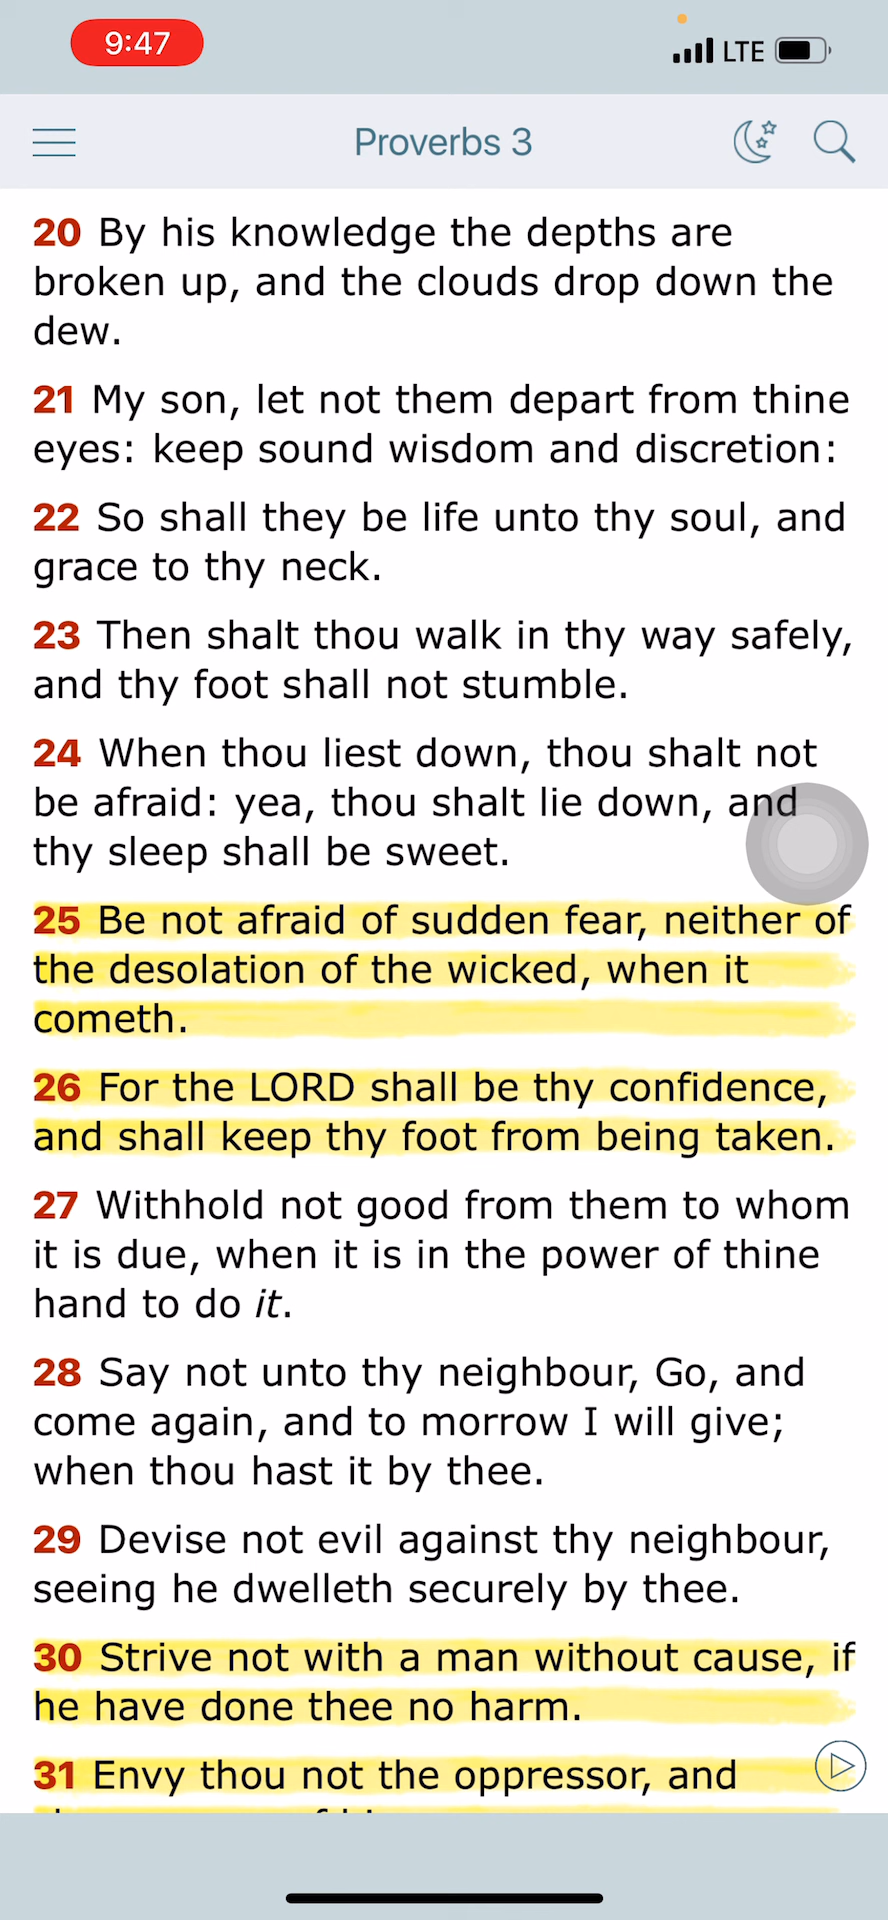 9:47
LTE
Proverbs 3
20 By his knowledge the depths are
broken up, and the clouds drop down the
dew.
21 My son, let not them depart from thine
eyes: keep sound wisdom and discretion:
22 So shall they be life unto thy soul, and
grace to thy neck.
23 Then shalt thou walk in thy way safely,
and thy foot shall not stumble.
24 When thou liest down, thou shalt not
be afraid: yea, thou shalt lie down, and
thy sleep shall be sweet.
25 Be not afraid of sudden fear, neither of
the desolation of the wicked, when it
cometh.
26 For the LORD shall be thy confidence,
and shall keep thy foot from being taken.
27 Withhold not good from them to whom
it is due, when it is in the power of thine
hand to do it.
28 Say not unto thy neighbour, Go, and
come again, and to morrow I will give;
when thou hast it by thee.
29 Devise not evil against thy neighbour,
seeing he dwelleth securely by thee.
30 Strive not with a man without cause, if
he have done thee no harm.
31 Envy thou not the oppressor, and